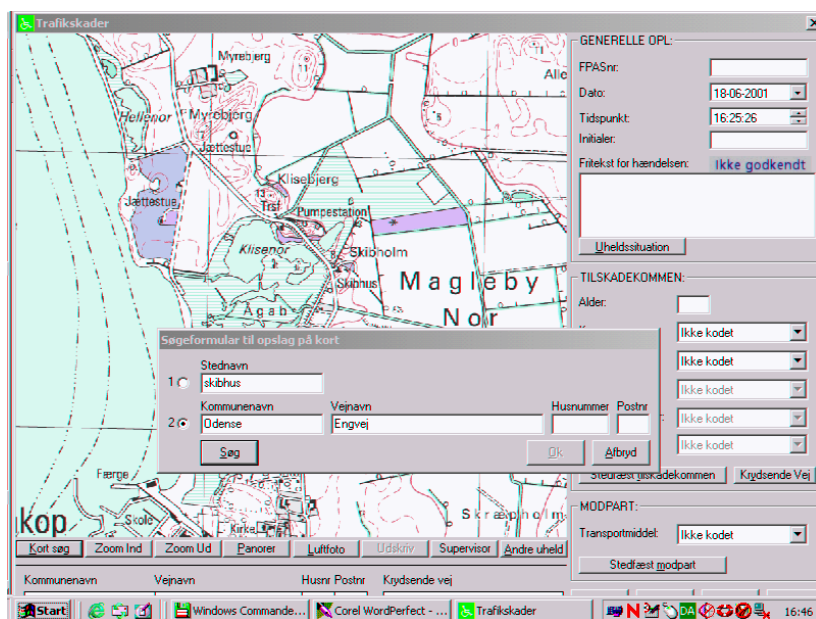 Trafikskader
GENERELLE OPL:
FPASnr:
Dato: 18-06-2001
Tidspunkt: 16:25:26
Initialer:
Fritekst for hændelsen: Ikke godkendt
Uheldssituation
TILSKADEKOMMEN:
Alder:
Ikke kodet
Ikke kodet
Ikke kodet
Ikke kodet
Ikke kodet
Stedfæst tilskadekommen Krydsende Vej
MODPART:
Transportmiddel: Ikke kodet
Stedfæst modpart
Myrebjerg
Alle
Hellenor
Myrebjerg
Jættestue
Klisebjerg
Jættestue
Trsf
Pumpestation
Klisenor
Skibholm
Skibhus
Magleby
Nor
Agab
Søgeformular til opslag på kort
Stednavn
1 skibhus
Kommunenavn Vejnavn Husnummer Postnr
2 Odense Engvej
Søg Ok Afbryd
Færge
Skole
kop
Kirke
Skræpholm
Kort søg Zoom Ind Zoom Ud Panorer Luftfoto Udskriv Supervisor Andre uheld
Kommunenavn Vejnavn Husnr Postnr Krydsende vej
Start Windows Commande... Corel WordPerfect - ... Trafikskader N DA 16:46